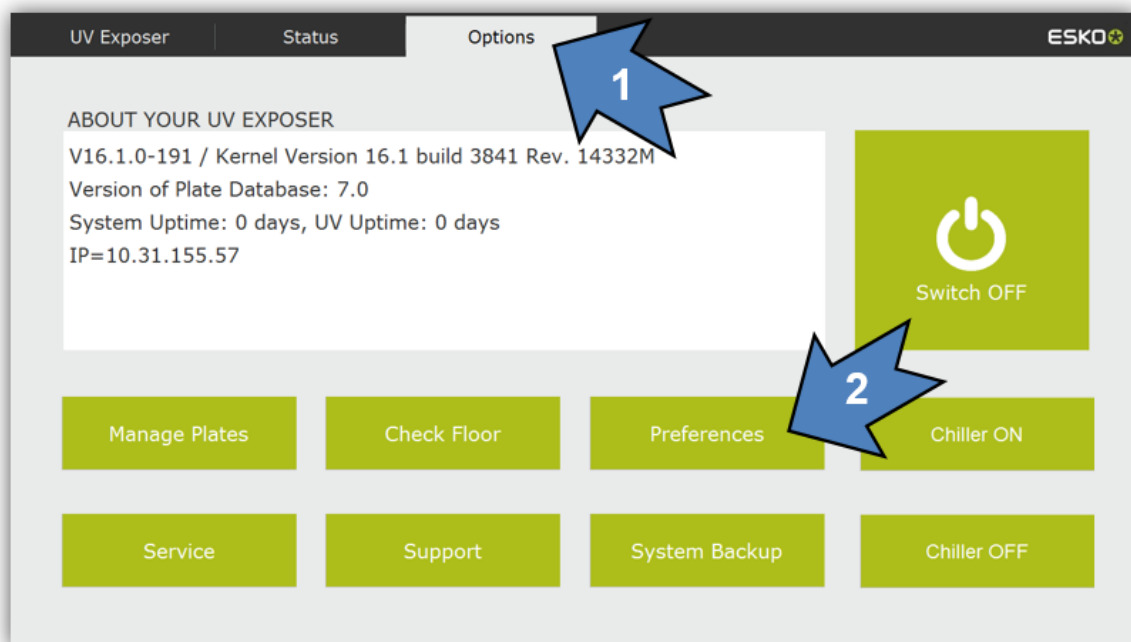 UV Exposer Status Options ESKO
1
ABOUT YOUR UV EXPOSER
V16.1.0-191 / Kernel Version 16.1 build 3841 Rev. 14332M
Version of Plate Database: 7.0
System Uptime: 0 days, UV Uptime: 0 days
IP=10.31.155.57
Switch OFF
2
Manage Plates Check Floor Preferences Chiller ON
Service Support System Backup Chiller OFF